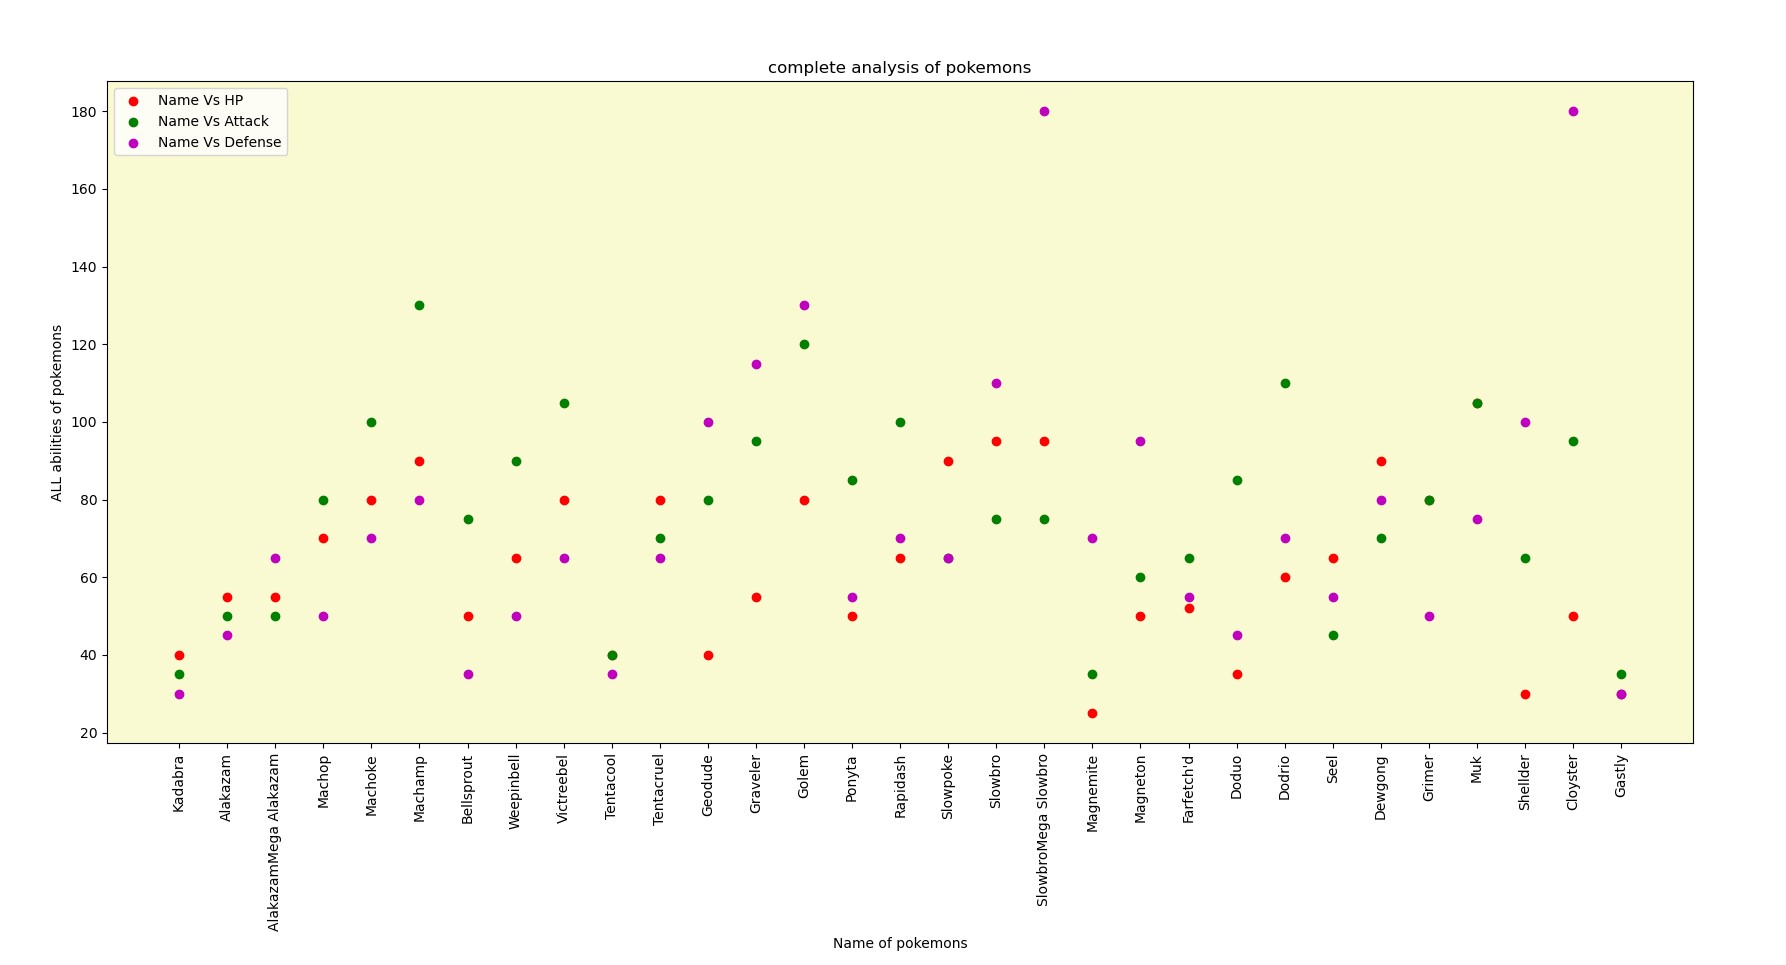 complete analysis of pokemons
Name Vs HP
Name Vs Attack
Name Vs Defense
ALL abiities of pokemons
180
160
140
120
100
80
60
40
20
Kadabra
Alakazam
AlakazamMega Alakazam
Machop
Machoke
Machamp
Bellsprout
Weepinbell
Victreebel
Tentacool
Tentacruel
Geodude
Graveler
Golem
Ponyta
Rapidash
Slowpoke
Slowbro
SlowbroMega Slowbro
Magnemite
Magneton
Farfetch'd
Doduo
Dodrio
Seel
Dewgong
Grimer
Muk
Shellder
Cloyster
Gastly
Name of pokemons